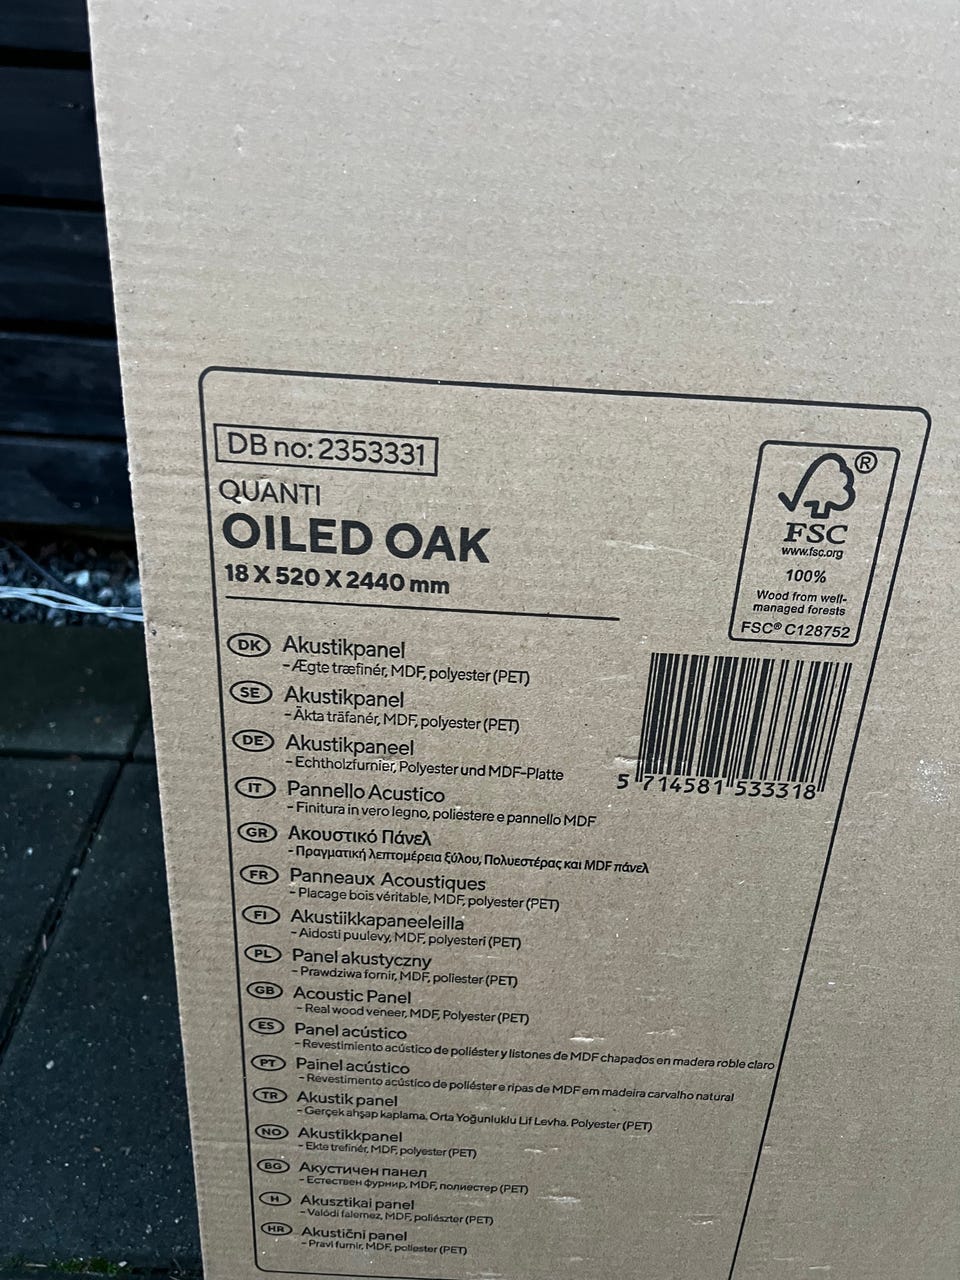 DB no: 2353331
QUANTI
OILED OAK
18 X 520 X 2440 mm
®
FSC
www.fsc.org
100%
Wood from well-
managed forests
FSC® C128752
5 714581 533318
DK Akustikpanel
- Ægte træfinér, MDF, polyester (PET)
SE Akustikpanel
- Äkta träfanér, MDF, polyester (PET)
DE Akustikpaneel
- Echtholzfurnier, Polyester und MDF-Platte
IT Pannello Acustico
- Finitura in vero legno, poliestere e pannello MDF
GR Ακουστικό Πάνελ
- Πραγματική λεπτομέρεια ξύλου, Πολυεστέρας και MDF πάνελ
FR Panneaux Acoustiques
- Placage bois véritable, MDF, polyester (PET)
FI Akustiikkapaneeleilla
- Aidosti puulevy, MDF, polyesteri (PET)
PL Panel akustyczny
- Prawdziwa fornir, MDF, poliester (PET)
GB Acoustic Panel
- Real wood veneer, MDF, Polyester (PET)
ES Panel acústico
- Revestimiento acústico de poliéster y listones de MDF chapados en madera roble claro
PT Painel acústico
- Revestimento acústico de poliéster e ripas de MDF em madeira carvalho natural
TR Akustik panel
- Gerçek ahşap kaplama, Orta Yoğunluklu Lif Levha. Polyester (PET)
NO Akustikkpanel
- Ekte trefinér, MDF, polyester (PET)
BG Акустичен панел
- Естествен фурнир, MDF, полиестер (PET)
H Akusztikai panel
- Valódi falemez, MDF, poliészter (PET)
HR Akustični panel
- Pravi furnir, MDF, poliester (PET)